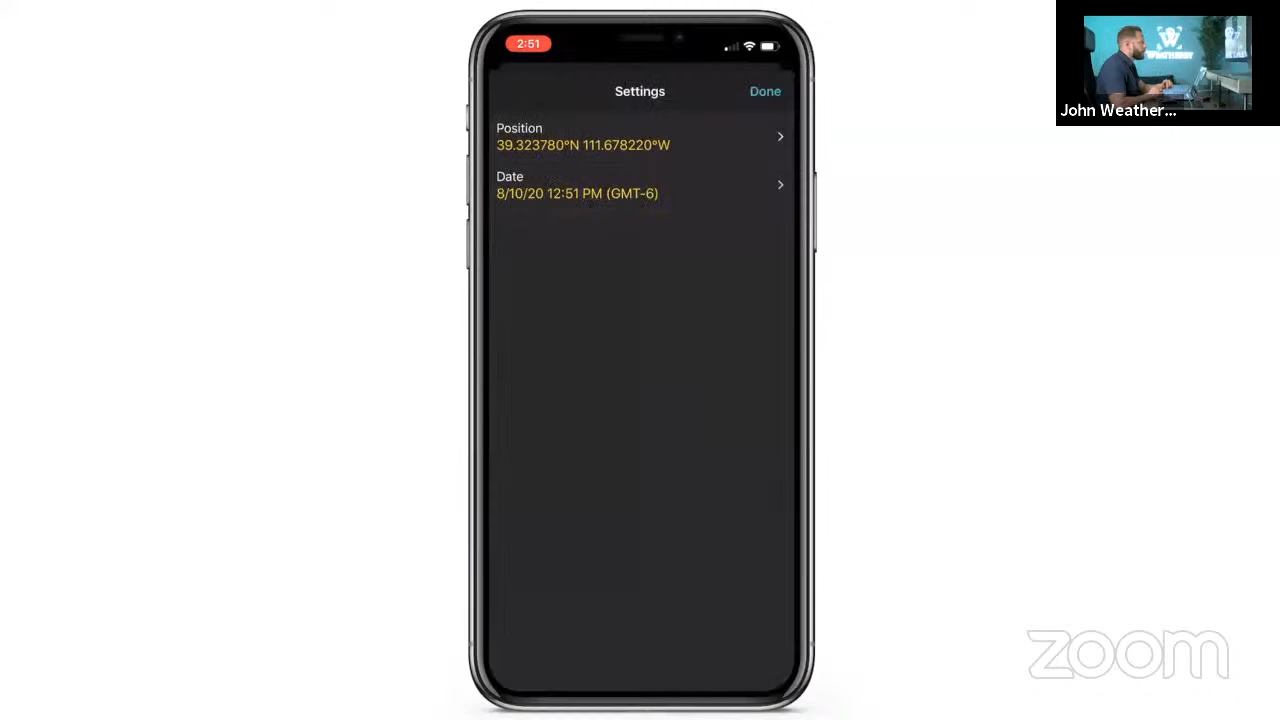 2:51
Settings
Done
Position
39.323780°N 111.678220°W
Date
8/10/20 12:51 PM (GMT-6)
WEATHERBY
John Weather...
zoom